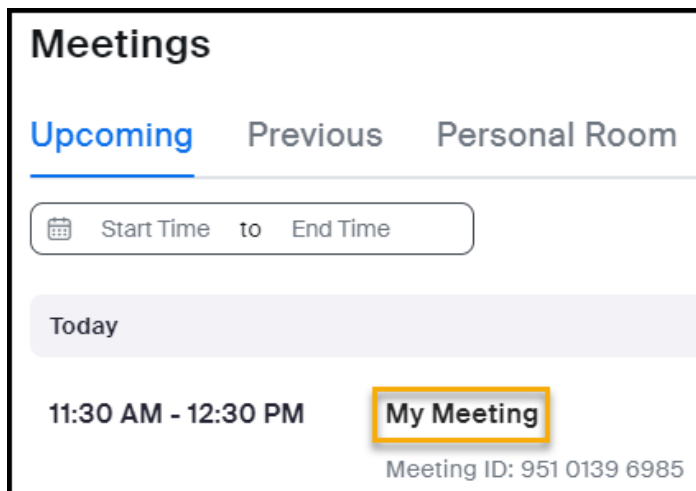 Meetings
Upcoming Previous Personal Room
Start Time to End Time
Today
11:30 AM - 12:30 PM My Meeting
Meeting ID: 951 0139 6985